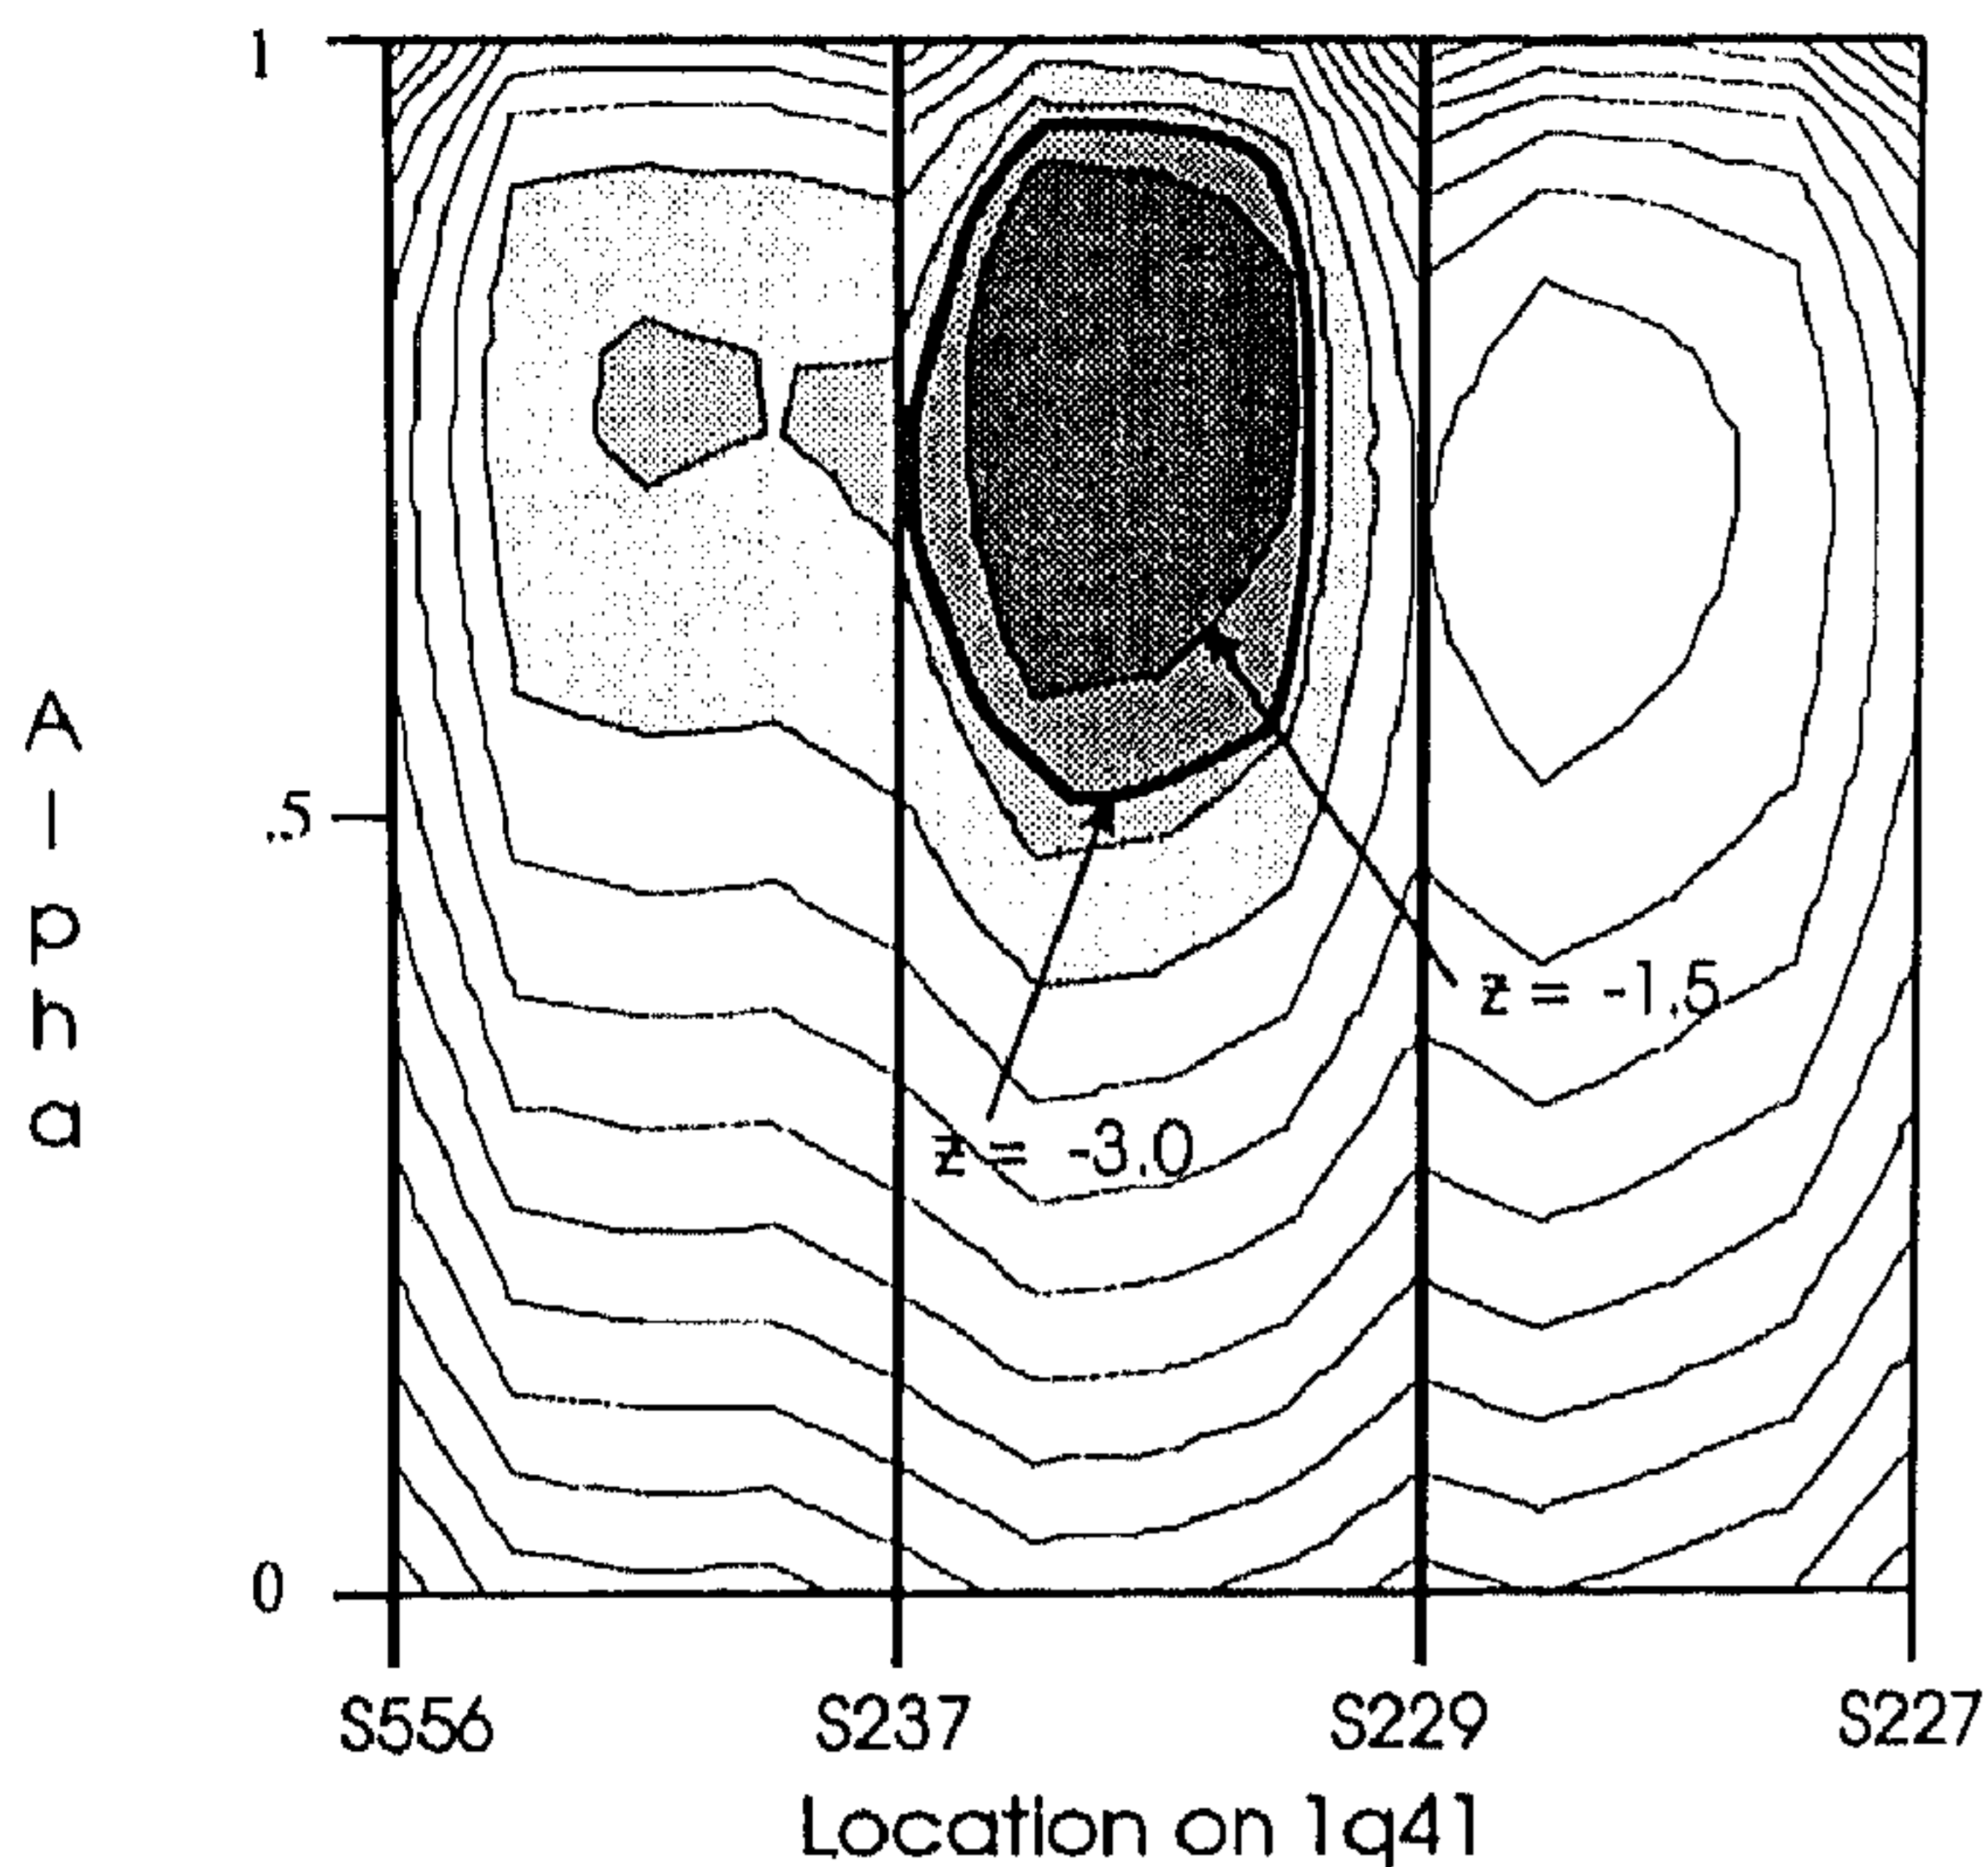 1
Alpha
.5
z = -1.5
z = -3.0
0
S556 S237 S229 S227
Location on 1q41